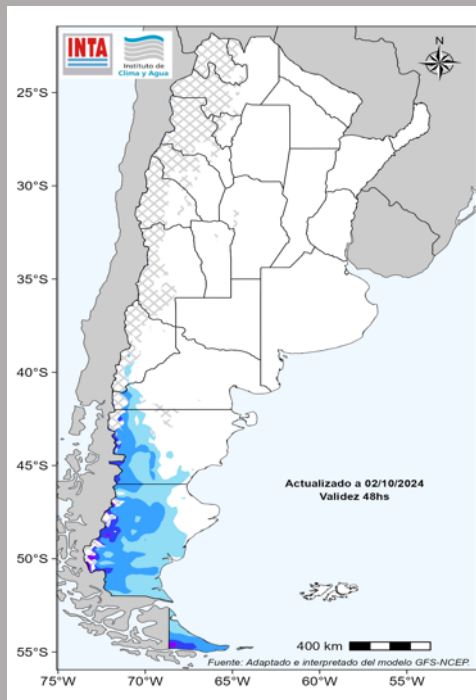 INTA
Instituto de
Clima y Agua
N
25°S
30°S
35°S
40°S
45°S
50°S
55°S
Actualizado a 02/10/2024
Validez 48hs
400 km
Fuente: Adaptado e interpretado del modelo GFS-NCEP.
75°W
70°W
65°W
60°W
55°W